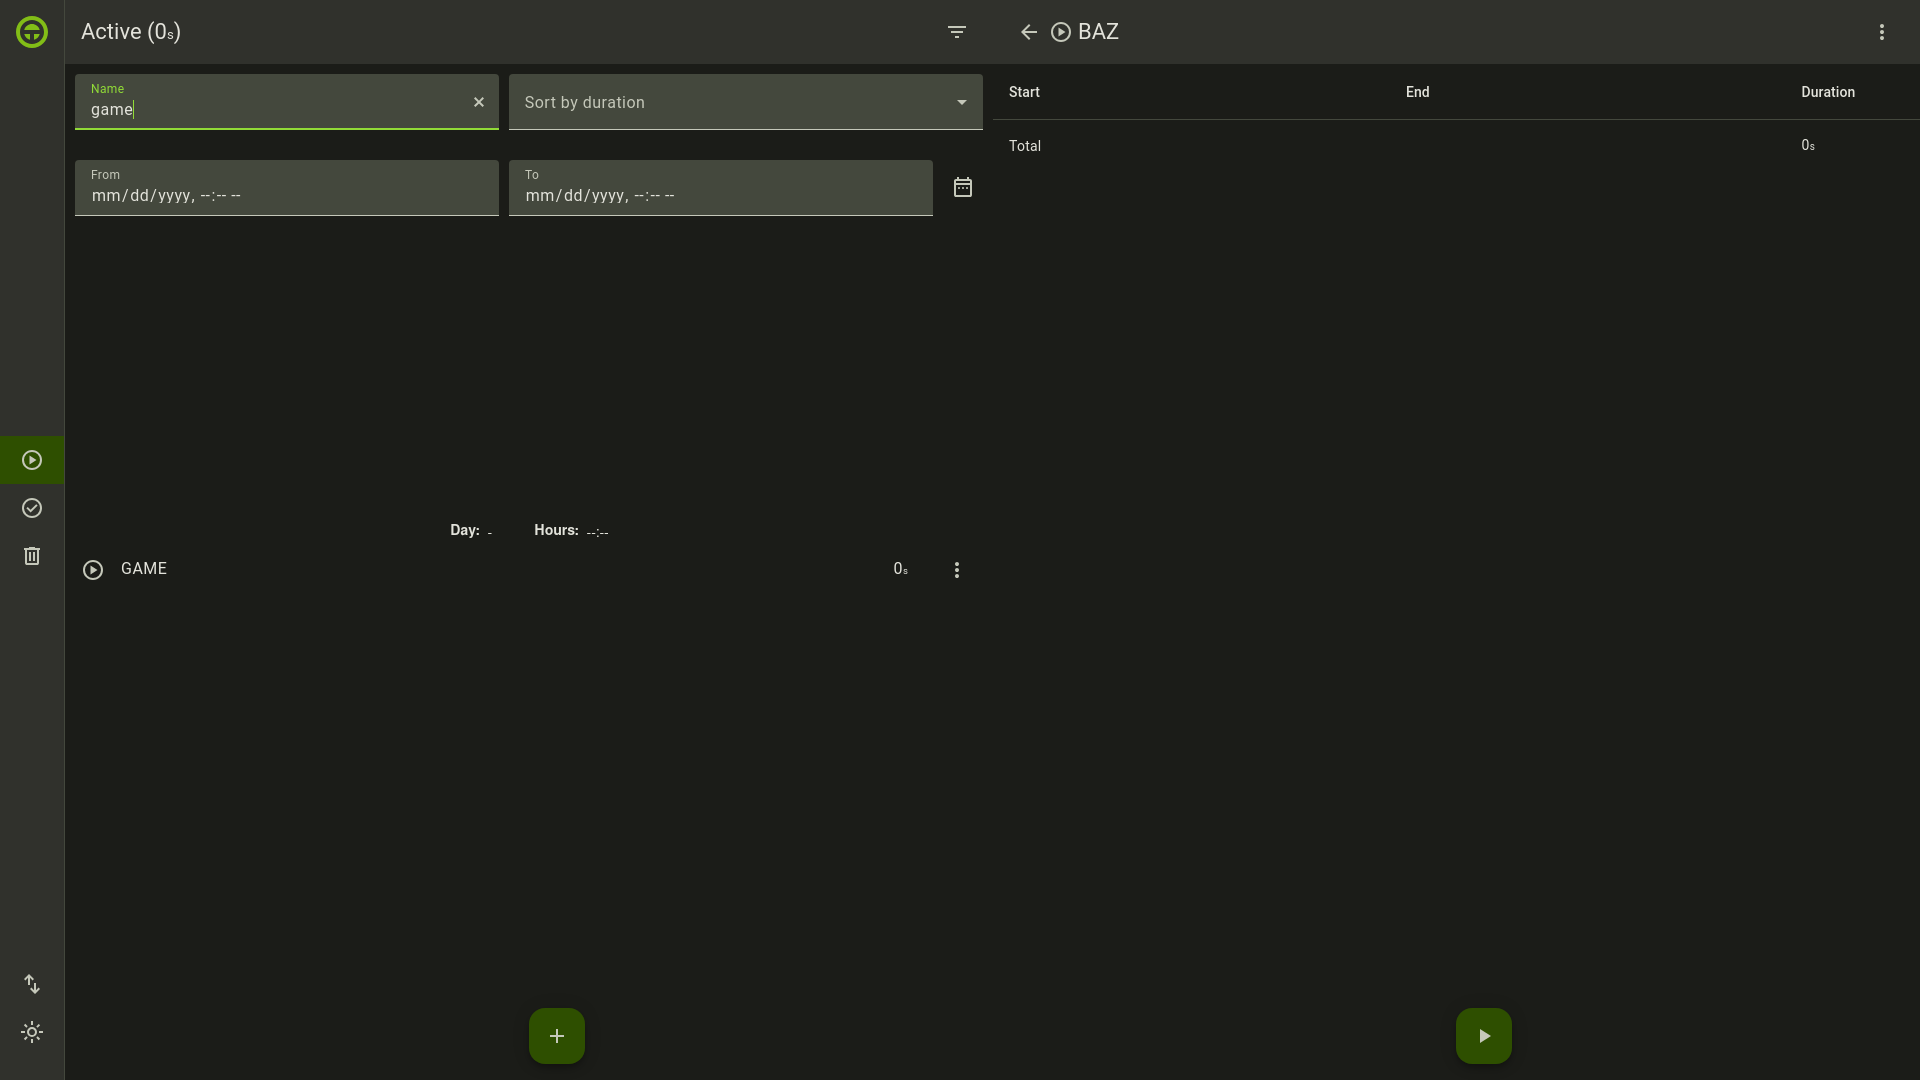 Active (0s)
BAZ
Name
game
Sort by duration
From
mm/dd/yyyy, --:-- --
To
mm/dd/yyyy, --:-- --
Day: -
Hours: --:--
GAME
0s
Start
End
Duration
Total
0s